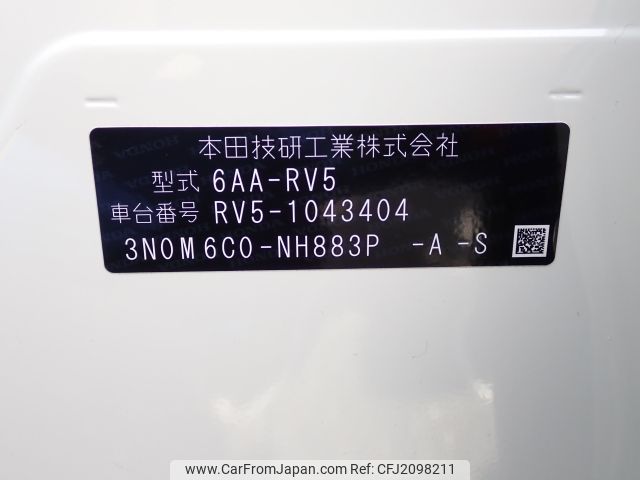 本田技研工業株式会社
型式 6AA-RV5
車台番号 RV5-1043404
3N0M6C0-NH883P -A -S
www.CarFromJapan.com REF No: CFJ2098211